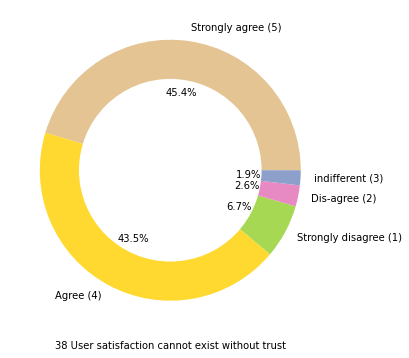 Strongly agree (5)
45.4%
1.9%
indifferent (3)
2.6%
Dis-agree (2)
6.7%
Strongly disagree (1)
43.5%
Agree (4)
38 User satisfaction cannot exist without trust